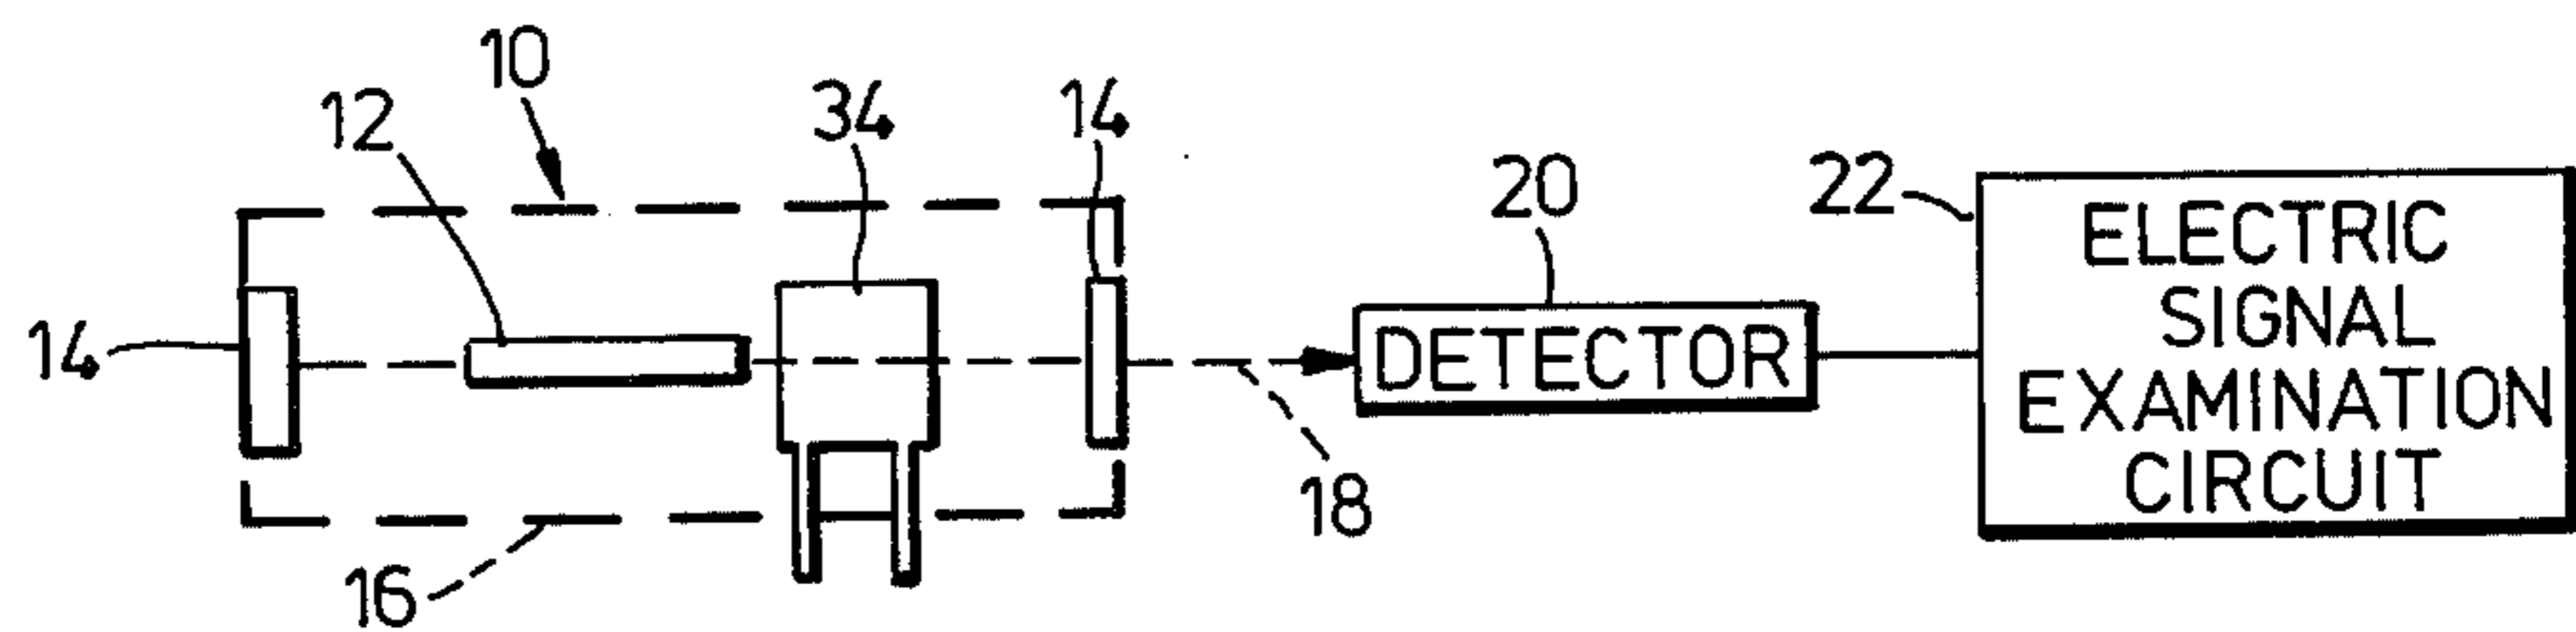 10
12
34
14
20
22
ELECTRIC
SIGNAL
EXAMINATION
CIRCUIT
14
DETECTOR
18
16